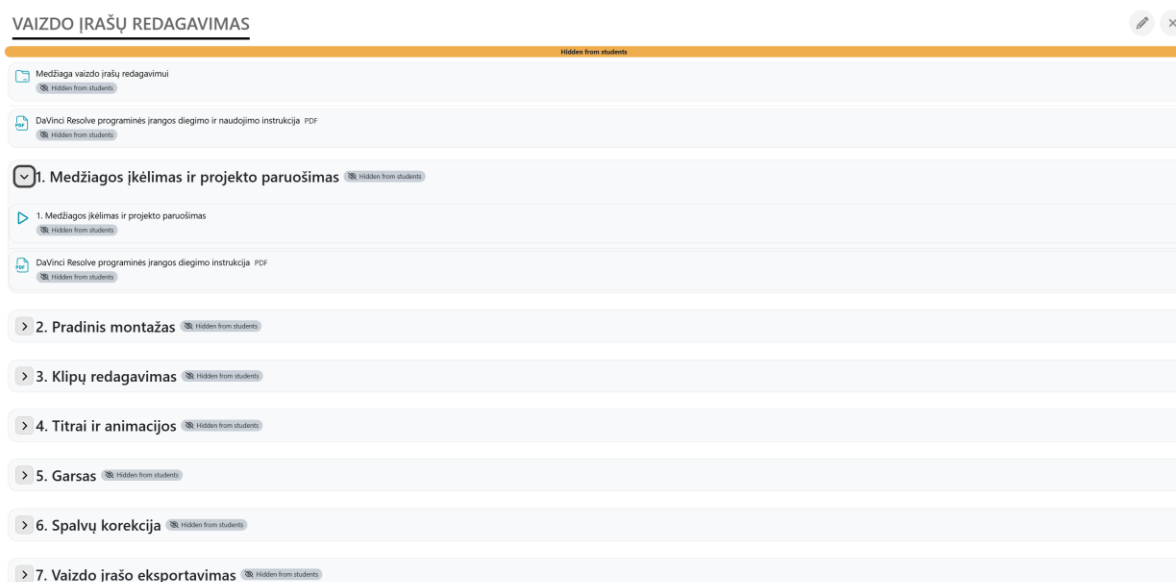 VAIZDO ĮRAŠŲ REDAGAVIMAS
Hidden from students
Medžiaga vaizdo įrašų redagavimui
Hidden from students
DaVinci Resolve programinės įrangos diegimo ir naudojimo instrukcija PDF
PDF
Hidden from students
1. Medžiagos įkėlimas ir projekto paruošimas Hidden from students
1. Medžiagos įkėlimas ir projekto paruošimas
Hidden from students
DaVinci Resolve programinės įrangos diegimo instrukcija PDF
PDF
Hidden from students
2. Pradinis montažas Hidden from students
3. Klipų redagavimas Hidden from students
4. Titrai ir animacijos Hidden from students
5. Garsas Hidden from students
6. Spalvų korekcija Hidden from students
7. Vaizdo įrašo eksportavimas Hidden from students